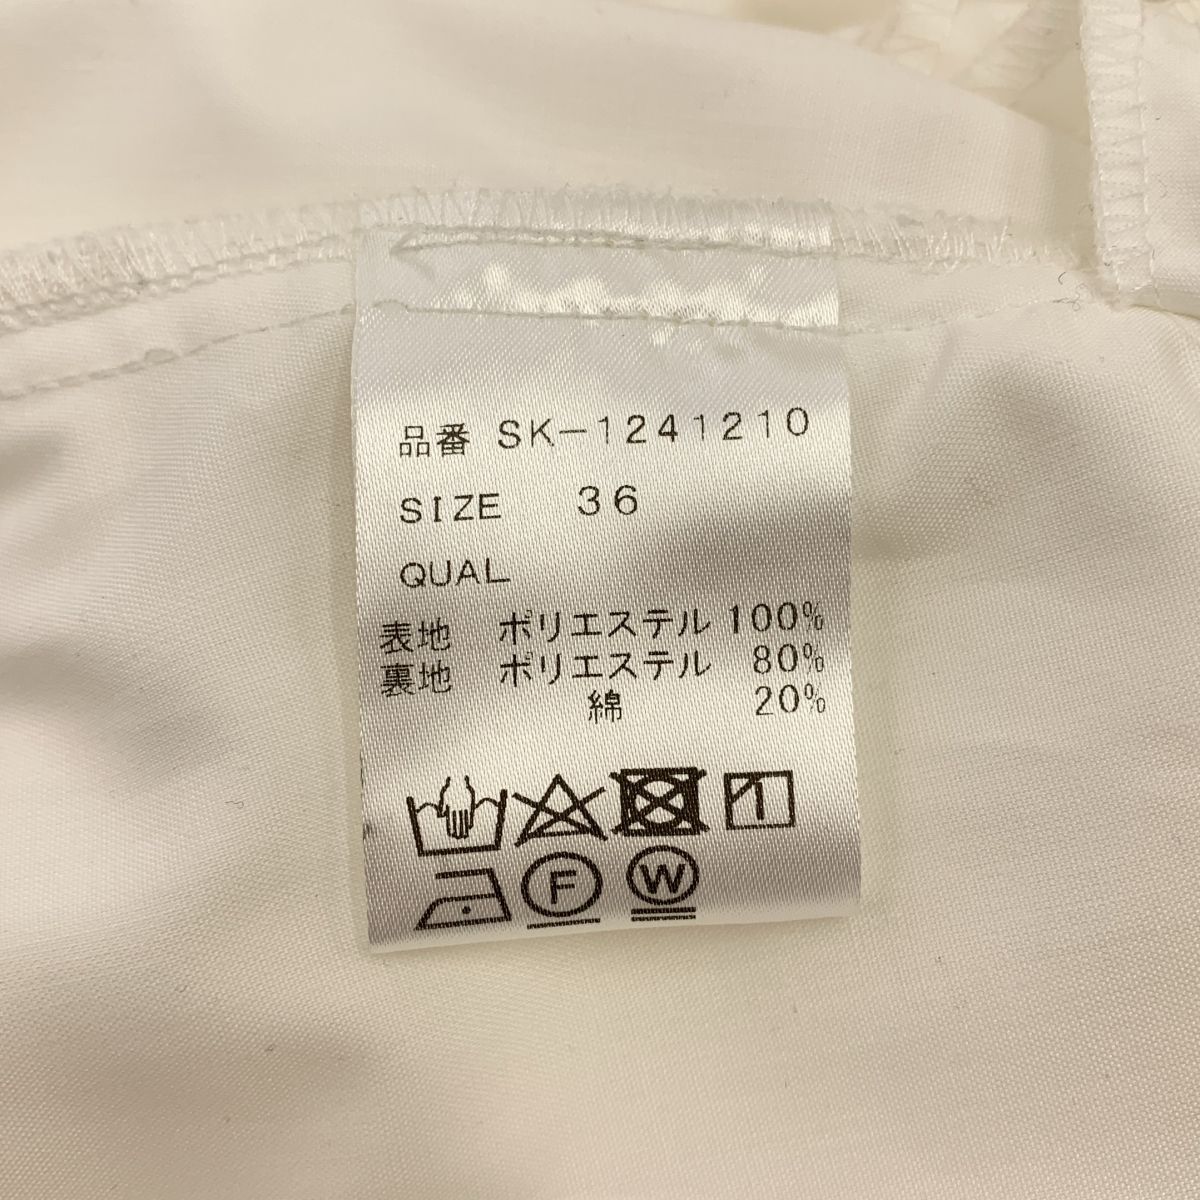 品番 SK-1241210
SIZE 36
QUAL
表地 ポリエステル 100%
裏地 ポリエステル 80%
綿 20%
F W